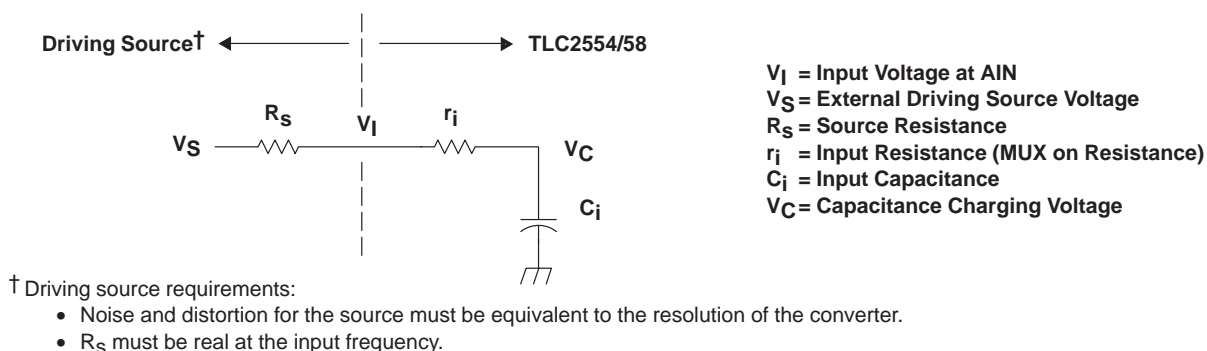 Driving Source† TLC2554/58
VI = Input Voltage at AIN
VS = External Driving Source Voltage
RS = Source Resistance
ri = Input Resistance (MUX on Resistance)
Ci = Input Capacitance
VC = Capacitance Charging Voltage
Rs VI ri
VS VC
Ci
† Driving source requirements:
• Noise and distortion for the source must be equivalent to the resolution of the converter.
• Rs must be real at the input frequency.